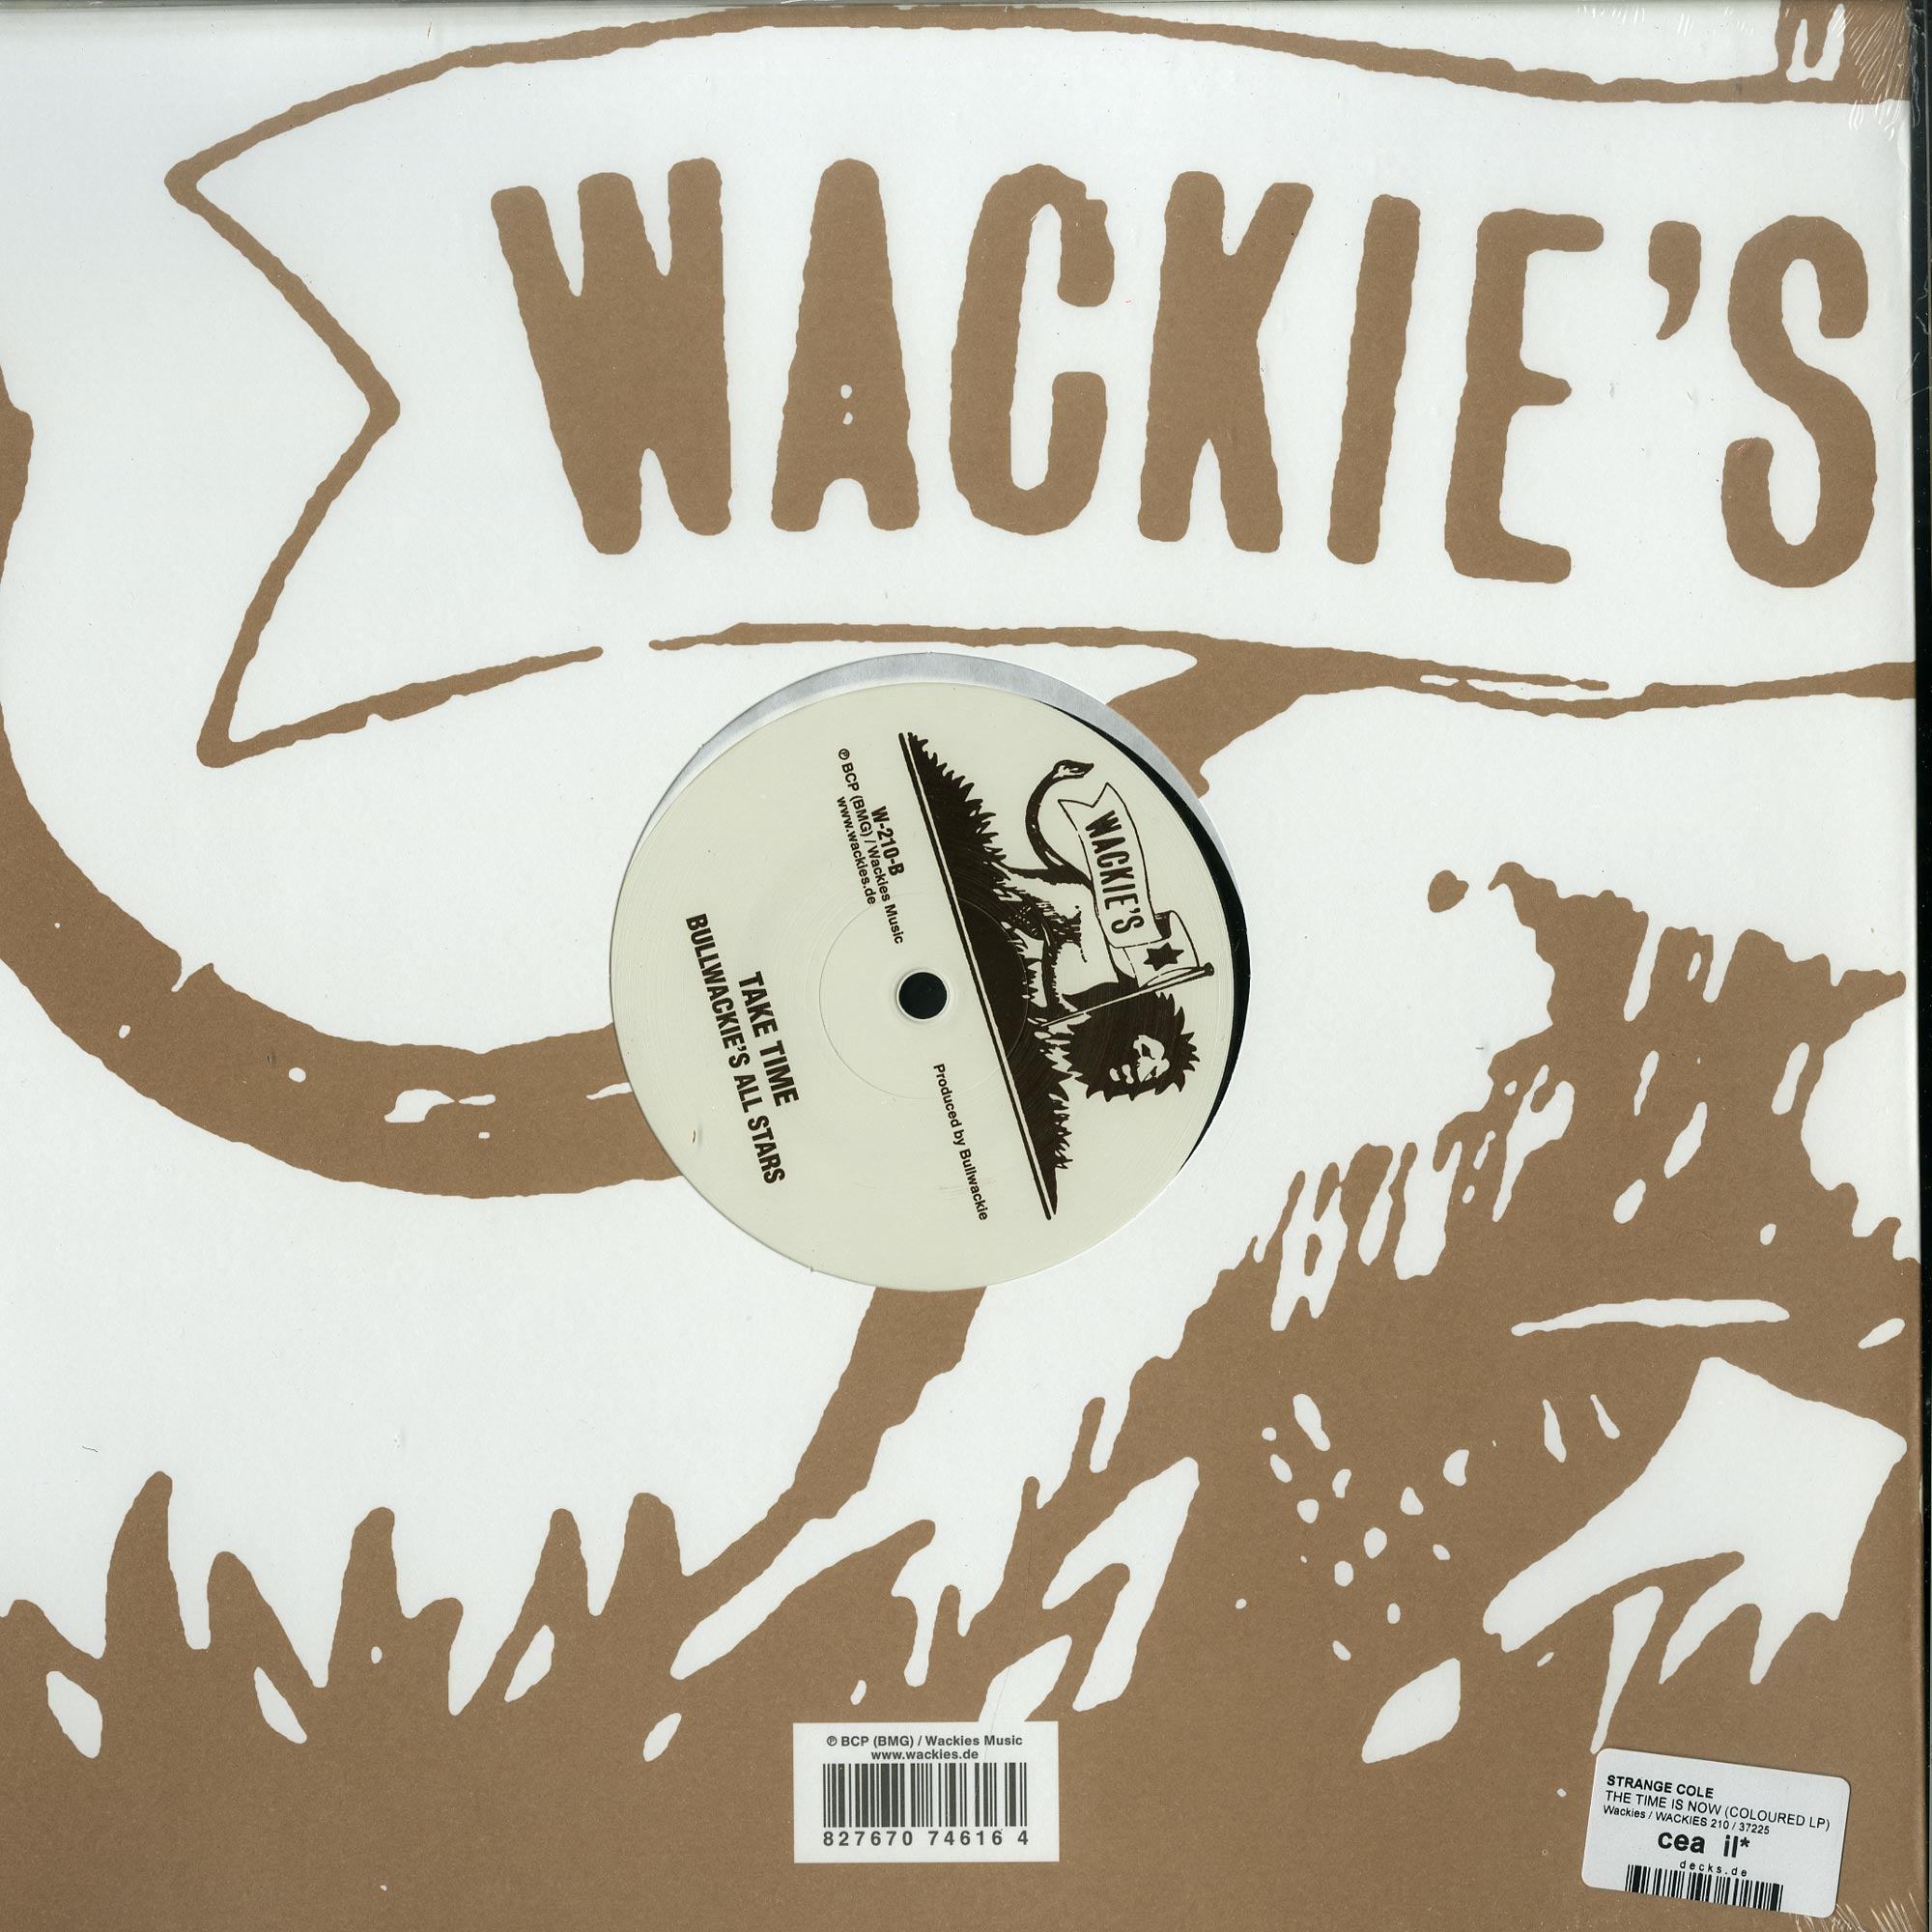 WACKIE'S
WACKIE'S
W-210-B
℗ BCP (BMG) / Wackies Music
www.wackies.de
Produced by Bullwackie
TAKE TIME
BULLWACKIE'S ALL STARS
℗ BCP (BMG) / Wackies Music
www.wackies.de
827670 74616 4
STRANGE COLE
THE TIME IS NOW (COLOURED LP)
Wackies / WACKIES 210 / 37225
cea il*
decks.de